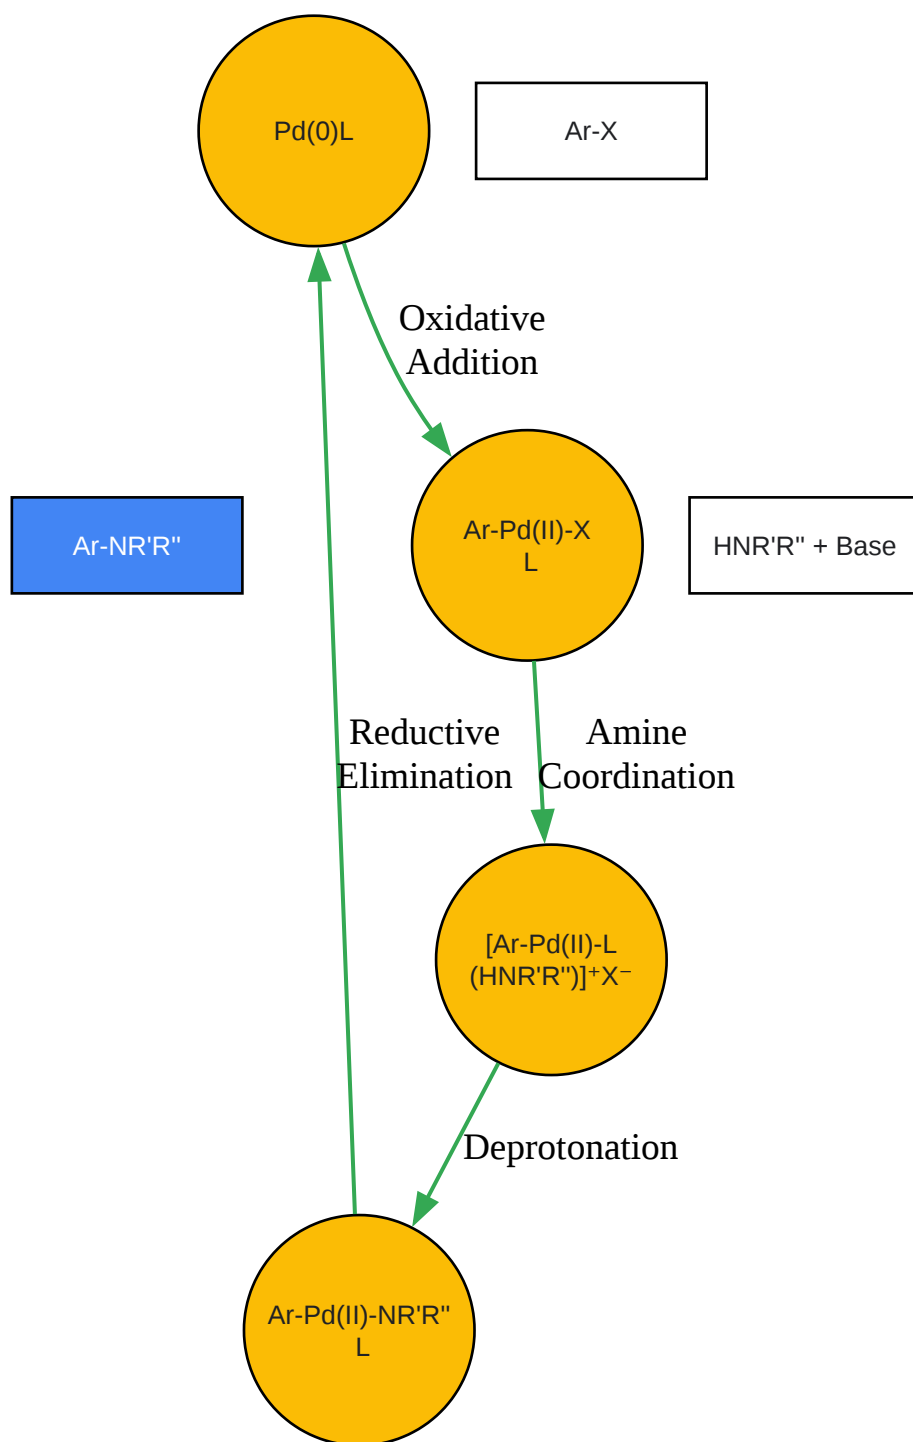 Pd(0)L
Ar-X
Oxidative
Addition
Ar-NR'R"
Ar-Pd(II)-X
L
HNR'R" + Base
Reductive
Elimination
Amine
Coordination
[Ar-Pd(II)-L
(HNR'R")]⁺X⁻
Deprotonation
Ar-Pd(II)-NR'R"
L